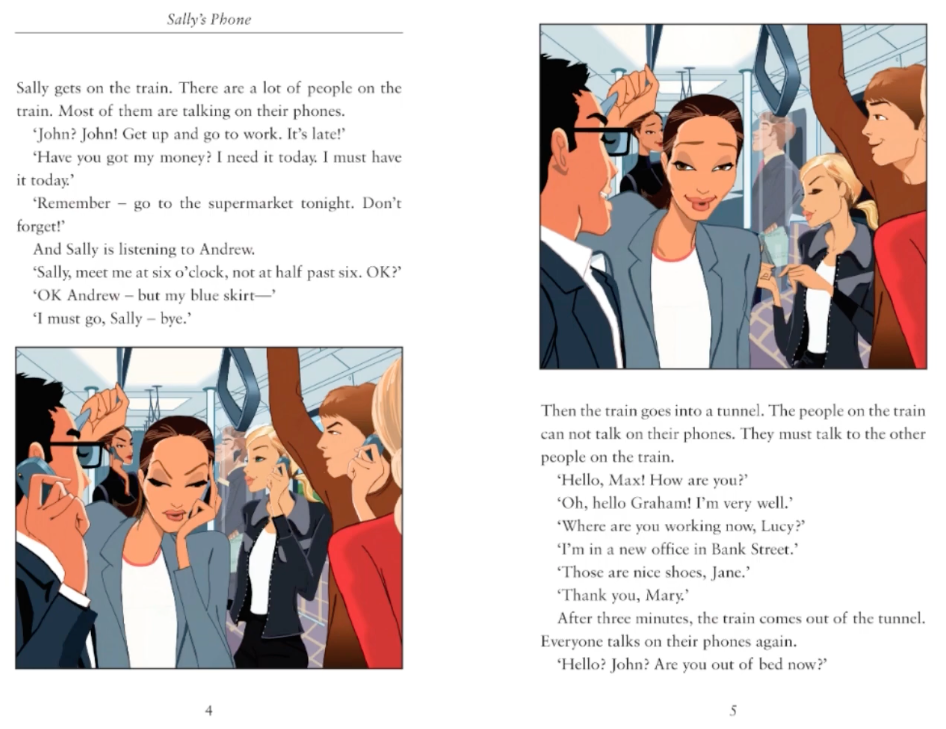 Sally's Phone
Sally gets on the train. There are a lot of people on the
train. Most of them are talking on their phones.
‘John? John! Get up and go to work. It's late!’
‘Have you got my money? I need it today. I must have
it today.’
‘Remember – go to the supermarket tonight. Don't
forget!’
And Sally is listening to Andrew.
‘Sally, meet me at six o'clock, not at half past six. OK?’
‘OK Andrew – but my blue skirt—’
‘I must go, Sally – bye.’
4
Then the train goes into a tunnel. The people on the train
can not talk on their phones. They must talk to the other
people on the train.
‘Hello, Max! How are you?’
‘Oh, hello Graham! I'm very well.’
‘Where are you working now, Lucy?’
‘I'm in a new office in Bank Street.’
‘Those are nice shoes, Jane.’
‘Thank you, Mary.’
After three minutes, the train comes out of the tunnel.
Everyone talks on their phones again.
‘Hello? John? Are you out of bed now?’
5